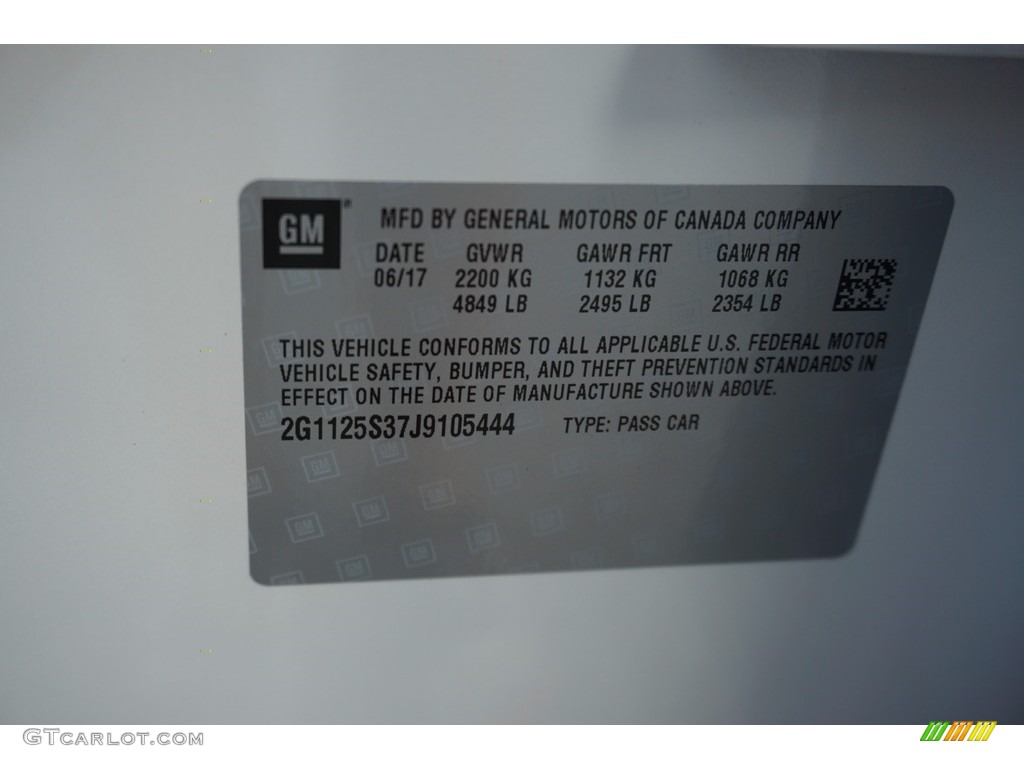 GM
MFD BY GENERAL MOTORS OF CANADA COMPANY
DATE GVWR GAWR FRT GAWR RR
06/17 2200 KG 1132 KG 1068 KG
4849 LB 2495 LB 2354 LB
THIS VEHICLE CONFORMS TO ALL APPLICABLE U.S. FEDERAL MOTOR
VEHICLE SAFETY, BUMPER, AND THEFT PREVENTION STANDARDS IN
EFFECT ON THE DATE OF MANUFACTURE SHOWN ABOVE.
2G1125S37J9105444 TYPE: PASS CAR
GTCARLOT.COM